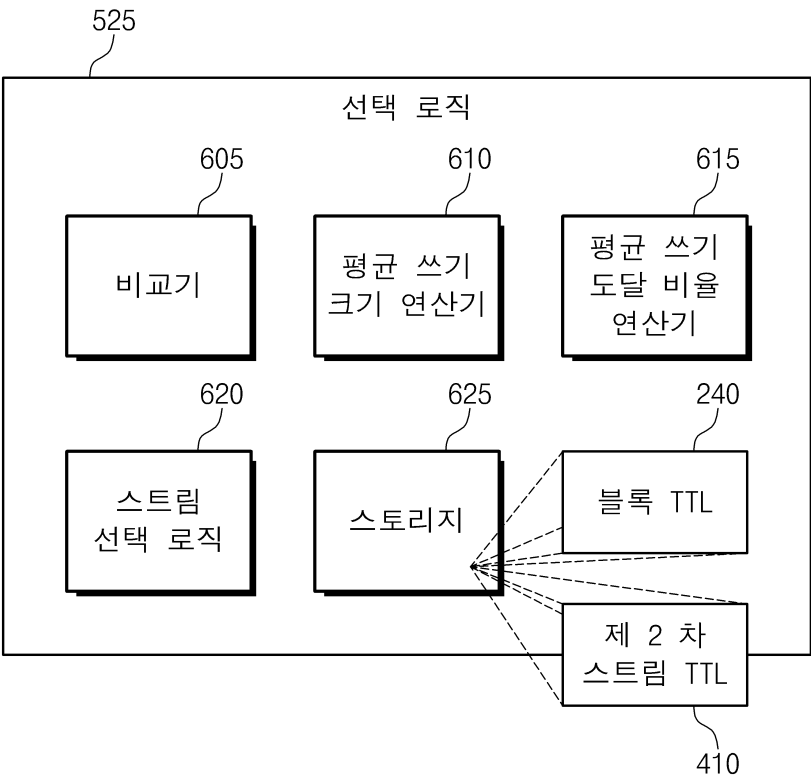 525
선택 로직
605
610
615
비교기
평균 쓰기
크기 연산기
평균 쓰기
도달 비율
연산기
620
625
240
스트림
선택 로직
스토리지
블록 TTL
제 2 차
스트림 TTL
410